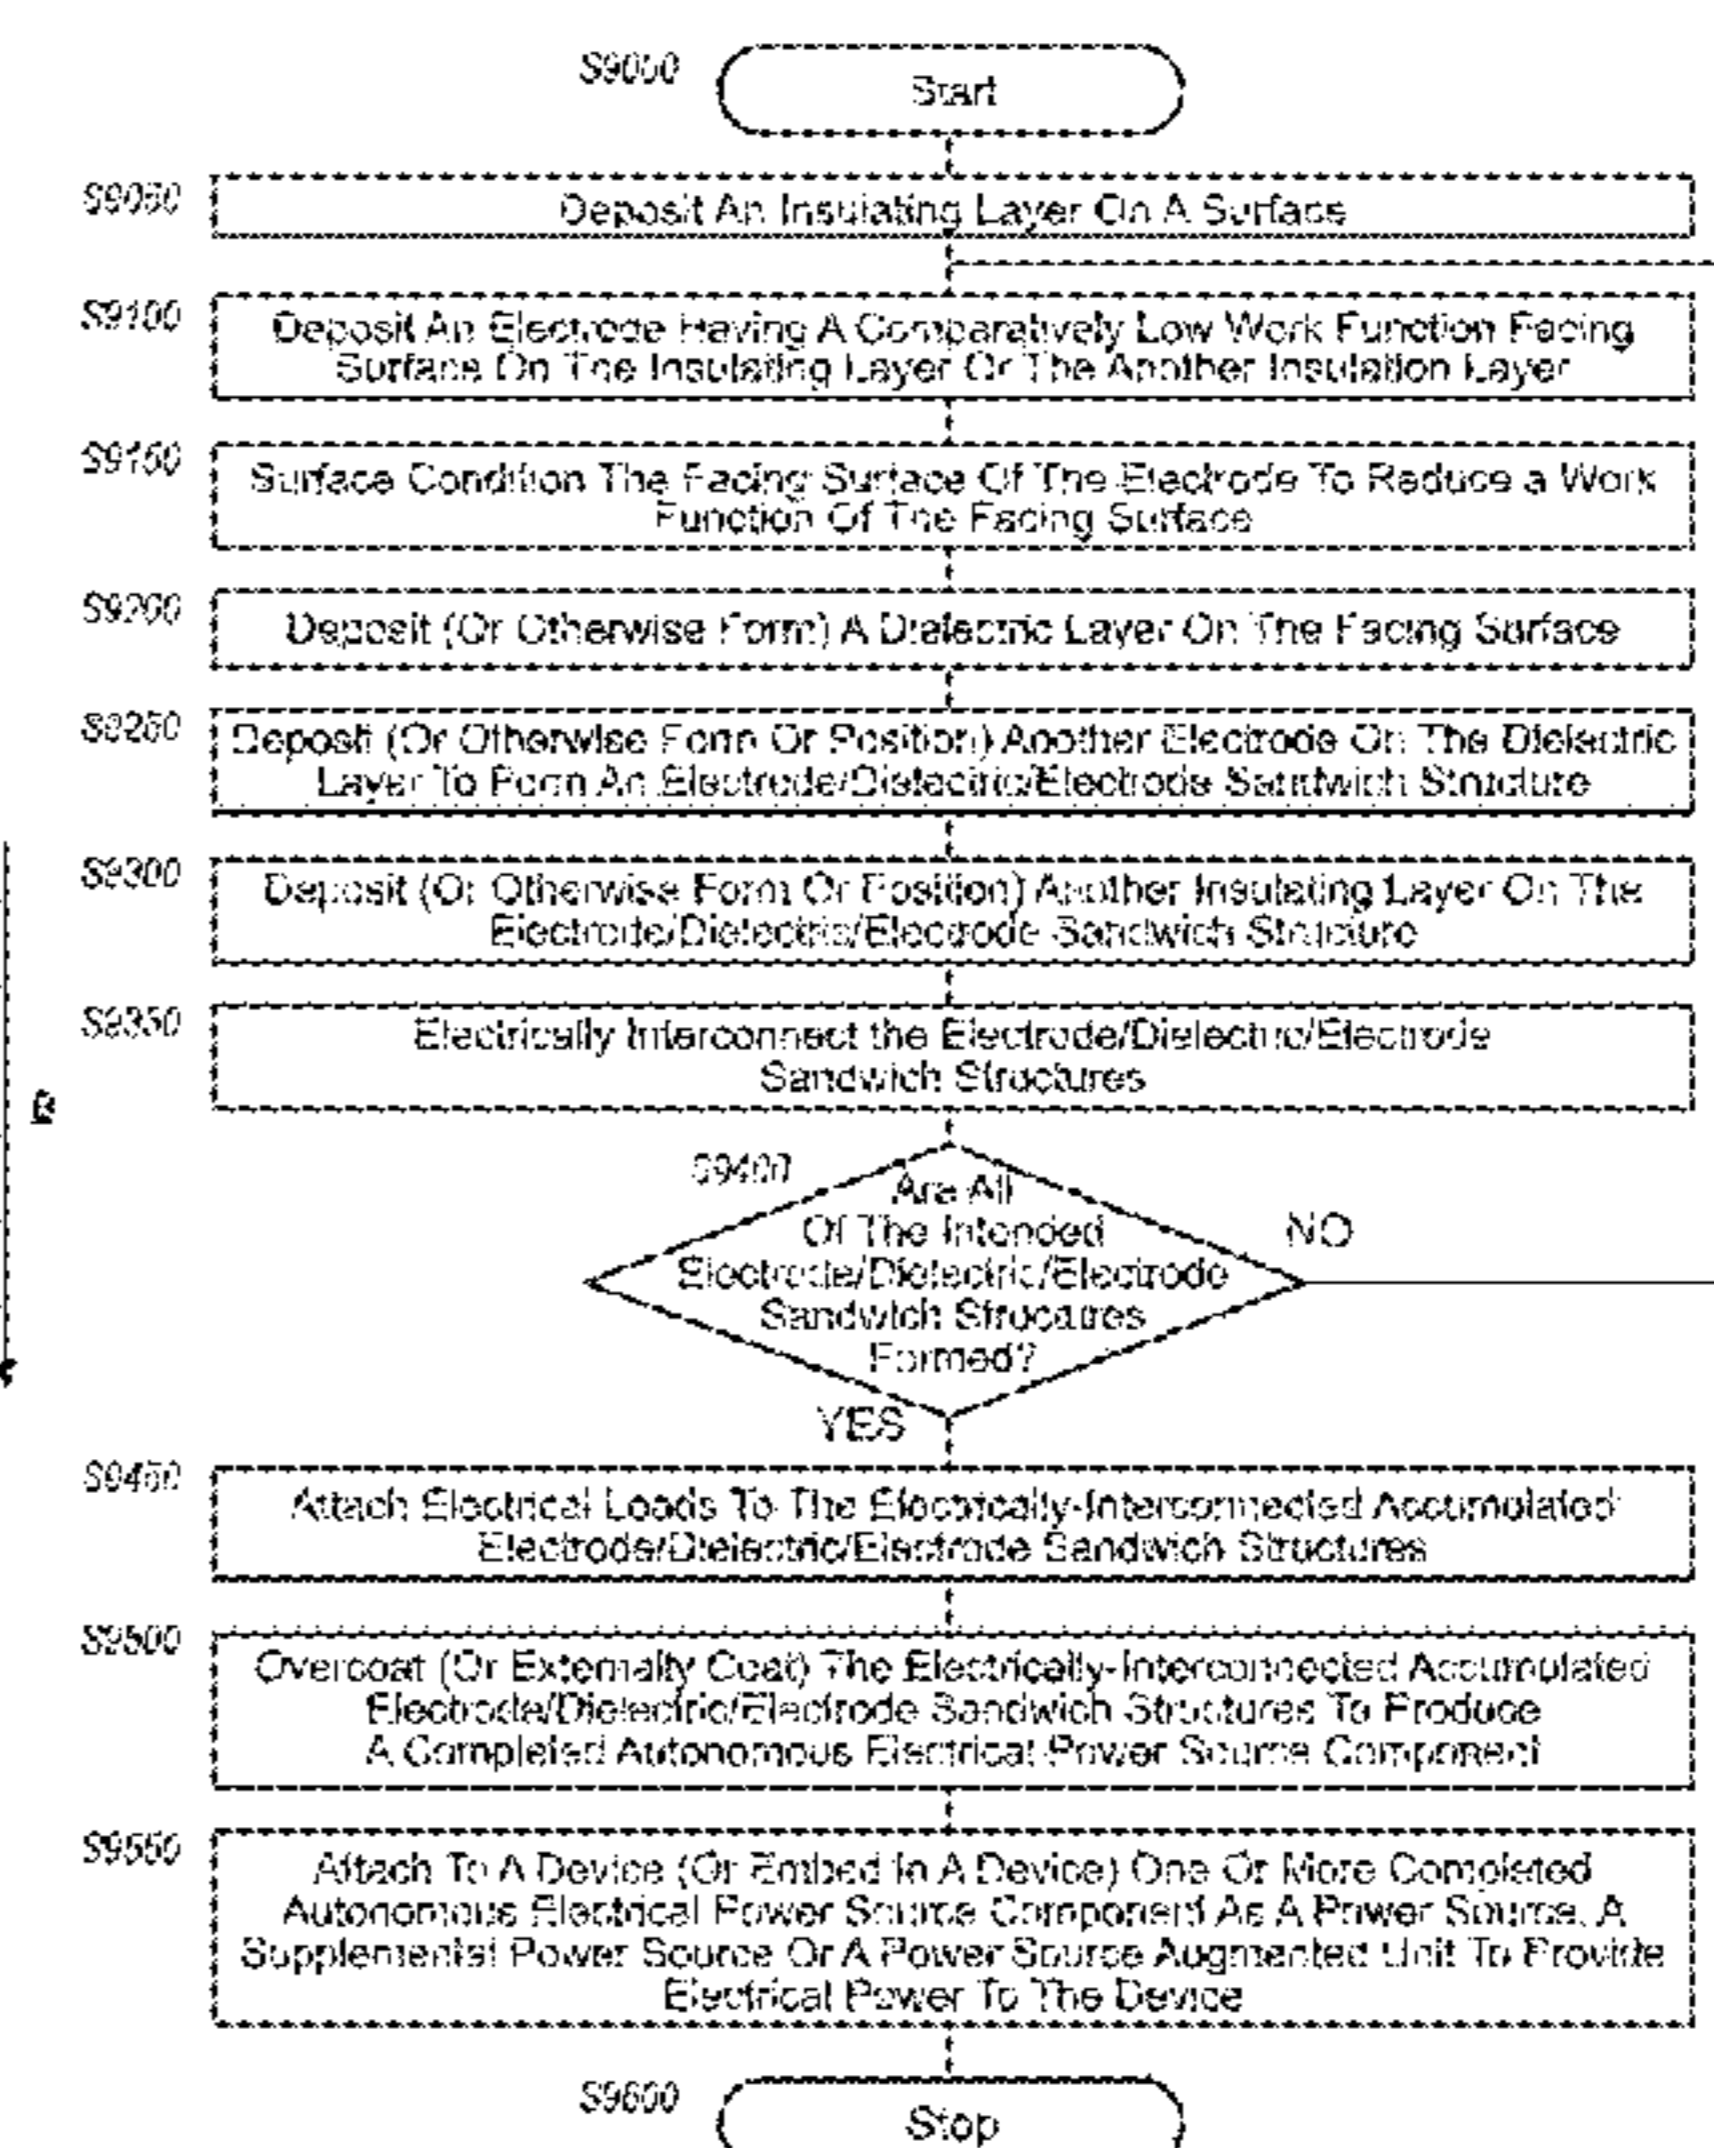 S9000
Start
S9050
Deposit An Insulating Layer On A Surface
S9100
Deposit An Electrode Having A Comparatively Low Work Function Facing
Surface On The Insulating Layer Or The Another Insulation Layer
S9150
Surface Condition The Facing Surface Of The Electrode To Reduce a Work
Function Of The Facing Surface
S9200
Deposit (Or Otherwise Form) A Dielectric Layer On The Facing Surface
S9250
Deposit (Or Otherwise Form Or Position) Another Electrode On The Dielectric
Layer To Form An Electrode/Dielectric/Electrode Sandwich Structure
S9300
Deposit (Or Otherwise Form Or Position) Another Insulating Layer On The
Electrode/Dielectric/Electrode Sandwich Structure
S9350
Electrically Interconnect the Electrode/Dielectric/Electrode
Sandwich Structures
S9400
Are All
Of The Intended
Electrode/Dielectric/Electrode
Sandwich Structures
Formed?
NO
YES
S9450
Attach Electrical Loads To The Electrically-Interconnected Accumulated
Electrode/Dielectric/Electrode Sandwich Structures
S9500
Overcoat (Or Externally Coat) The Electrically-Interconnected Accumulated
Electrode/Dielectric/Electrode Sandwich Structures To Produce
A Completed Autonomous Electrical Power Source Component
S9550
Attach To A Device (Or Embed In A Device) One Or More Completed
Autonomous Electrical Power Source Component As A Power Source, A
Supplemental Power Source Or A Power Source Augmented Unit To Provide
Electrical Power To The Device
S9600
Stop